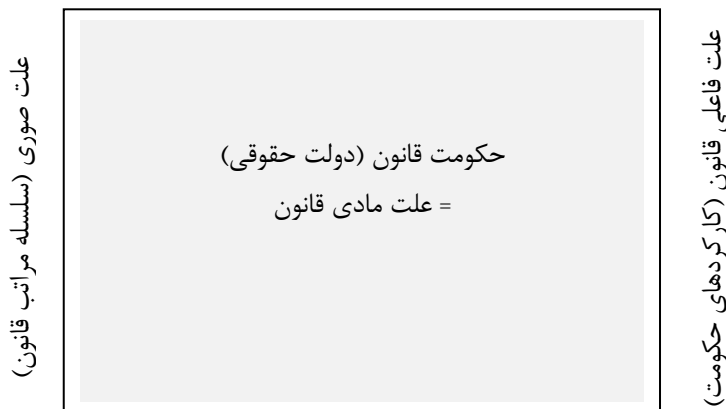 علت فاعلی قانون (کارکردهای حکومت)
حکومت قانون (دولت حقوقی)
= علت مادی قانون
علت صوری (سلسله مراتب قانون)